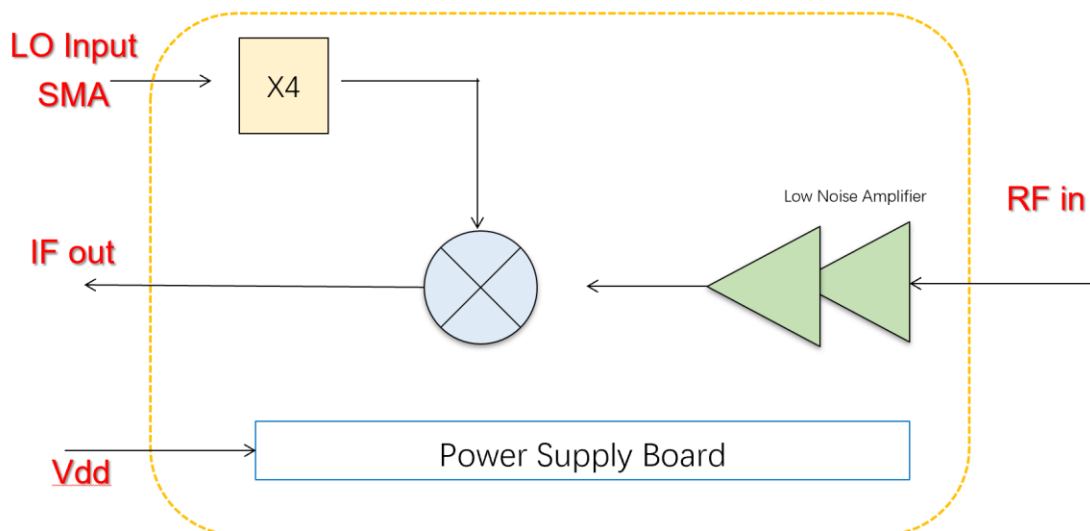 LO Input
SMA
X4
Low Noise Amplifier
RF in
IF out
Vdd
Power Supply Board